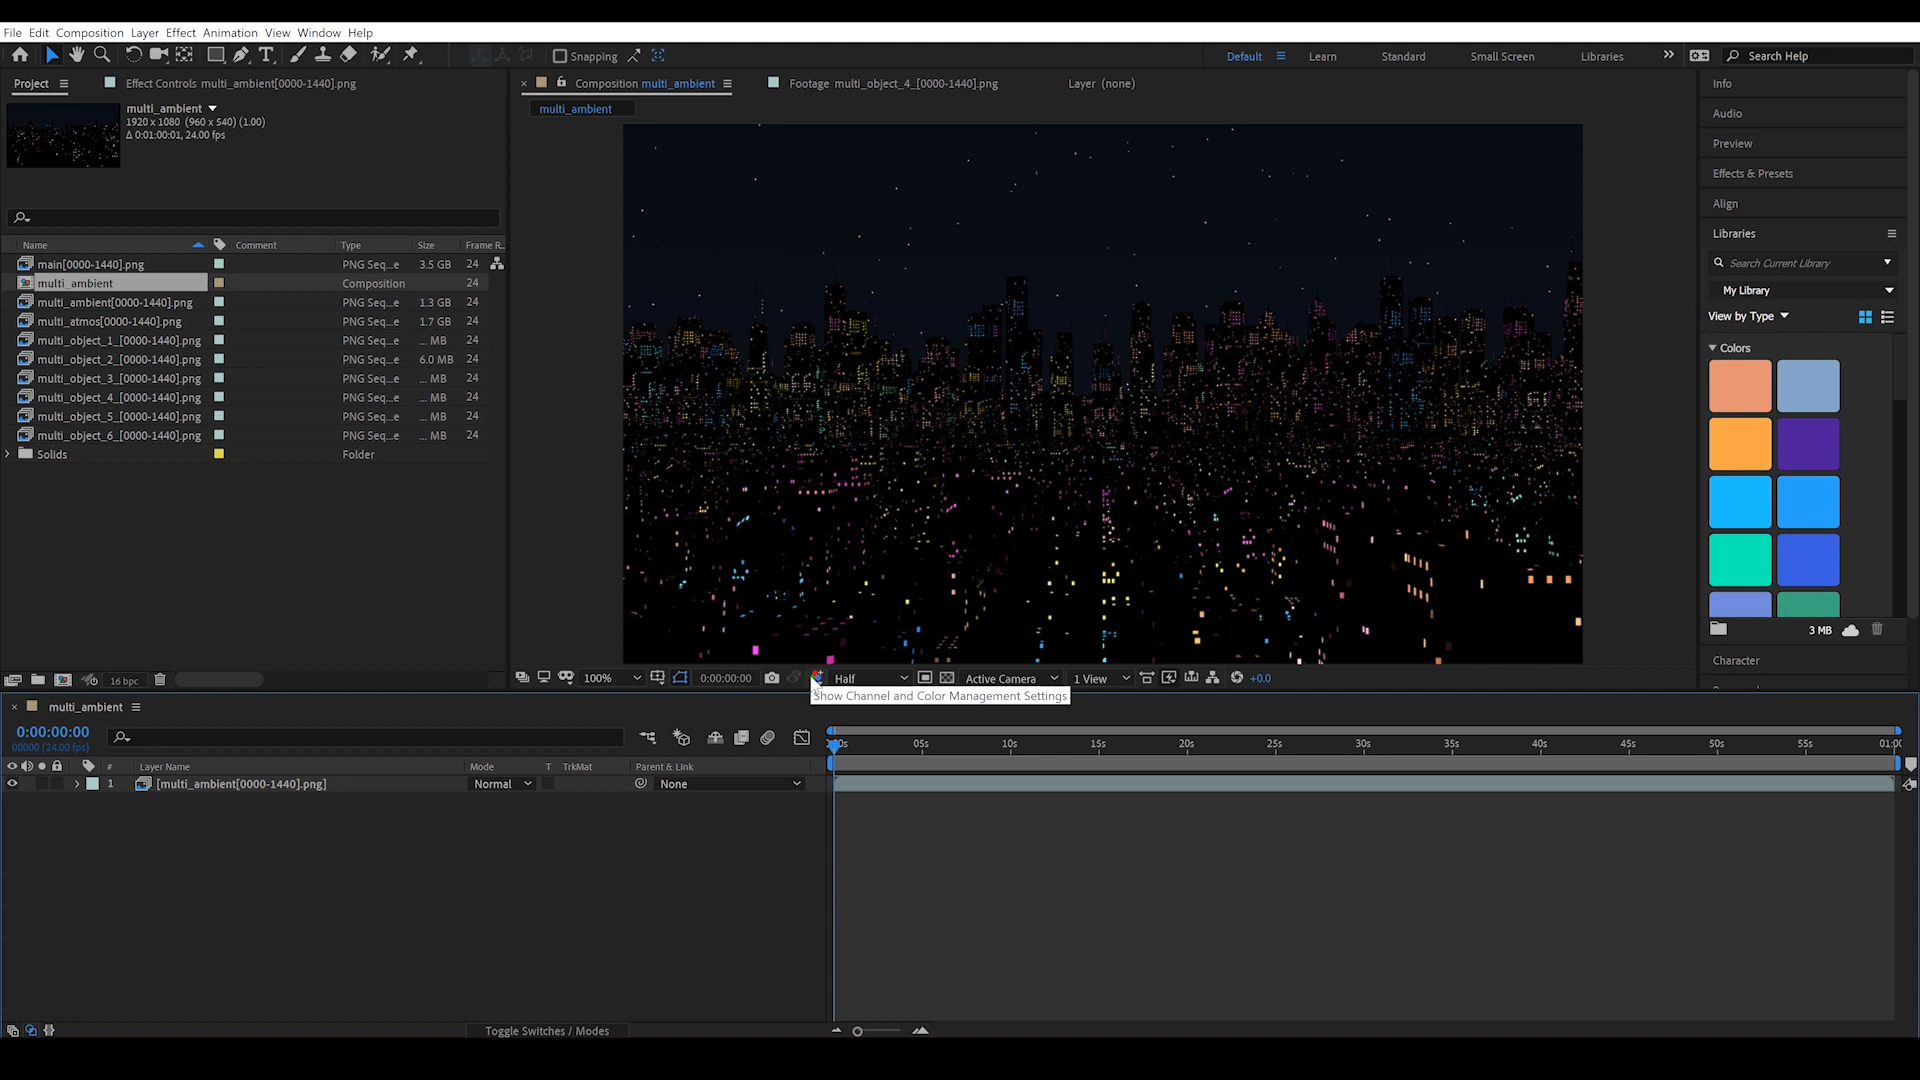 File Edit Composition Layer Effect Animation View Window Help
Snapping
Default Learn Standard Small Screen Libraries Search Help
Project Effect Controls multi_ambient[0000-1440].png
Composition multi_ambient Footage multi_object_4_[0000-1440].png Layer (none)
multi_ambient
multi_ambient
1920 x 1080 (960 x 540) (1.00)
Δ 0:01:00:01, 24.00 fps
Name Comment Type Size Frame R...
main[0000-1440].png PNG Seq...e 3.5 GB 24
multi_ambient Composition 24
multi_ambient[0000-1440].png PNG Seq...e 1.3 GB 24
multi_atmos[0000-1440].png PNG Seq...e 1.7 GB 24
multi_object_1_[0000-1440].png PNG Seq...e ... MB 24
multi_object_2_[0000-1440].png PNG Seq...e 6.0 MB 24
multi_object_3_[0000-1440].png PNG Seq...e ... MB 24
multi_object_4_[0000-1440].png PNG Seq...e ... MB 24
multi_object_5_[0000-1440].png PNG Seq...e ... MB 24
multi_object_6_[0000-1440].png PNG Seq...e ... MB 24
Solids Folder
16 bpc
Info
Audio
Preview
Effects & Presets
Align
Libraries
Search Current Library
My Library
View by Type
Colors
3 MB
Character
100% 0:00:00:00 Half Active Camera 1 View +0.0
Show Channel and Color Management Settings
multi_ambient
0:00:00:00
00000 (24.00 fps)
05s 10s 15s 20s 25s 30s 35s 40s 45s 50s 55s 01:00
# Layer Name Mode T TrkMat Parent & Link
1 [multi_ambient[0000-1440].png] Normal None
Toggle Switches / Modes